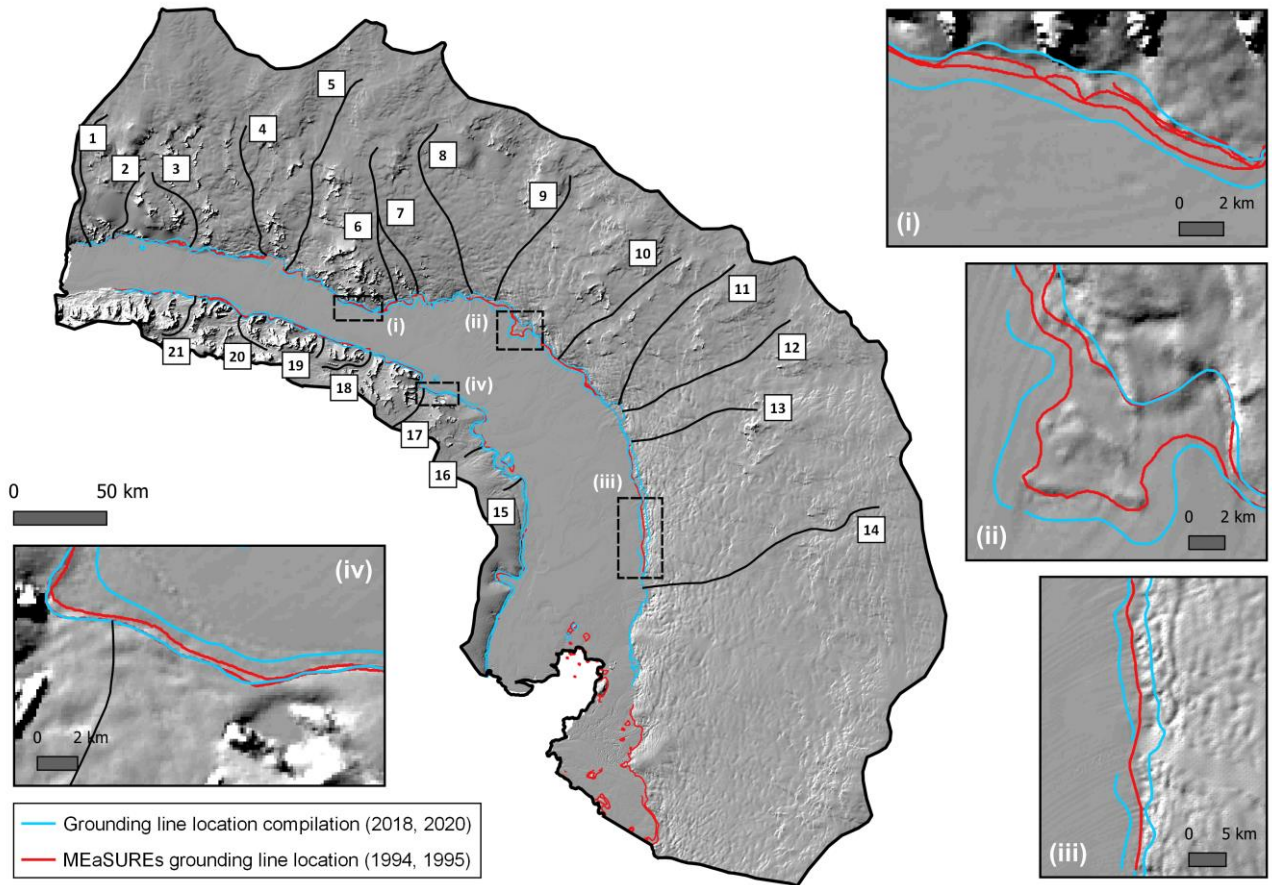 1
2
3
4
5
6
7
8
9
10
11
12
13
14
15
16
17
18
19
20
21
(i)
(ii)
(iii)
(iv)
0 50 km
(i)
0 2 km
(ii)
0 2 km
(iii)
0 5 km
(iv)
0 2 km
Grounding line location compilation (2018, 2020)
MEaSUREs grounding line location (1994, 1995)